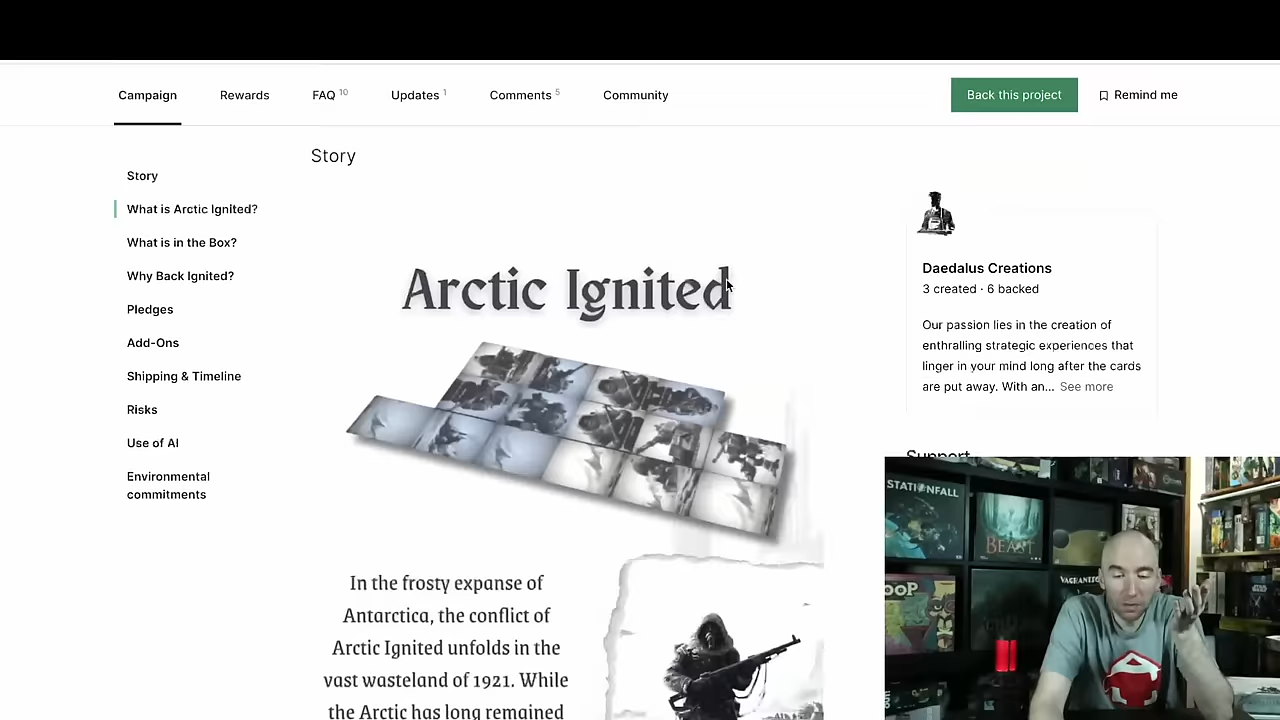 Campaign
Rewards
FAQ 10
Updates 1
Comments 5
Community
Back this project
Remind me
Story
Story
What is Arctic Ignited?
What is in the Box?
Why Back Ignited?
Pledges
Add-Ons
Shipping & Timeline
Risks
Use of AI
Environmental
commitments
Arctic Ignited
In the frosty expanse of
Antarctica, the conflict of
Arctic Ignited unfolds in the
vast wasteland of 1921. While
the Arctic has long remained
Daedalus Creations
3 created · 6 backed
Our passion lies in the creation of
enthralling strategic experiences that
linger in your mind long after the cards
are put away. With an... See more
Support
STATIONFALL
BEAST